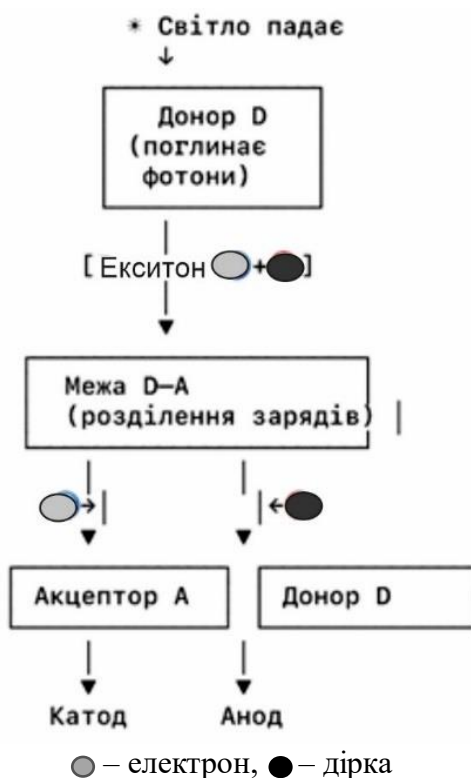 * Світло падає
Донор D
(поглинає
фотони)
[ Екситон + ]
Межа D–A
(розділення зарядів)
Акцептор A
Донор D
Катод
Анод
– електрон, – дірка